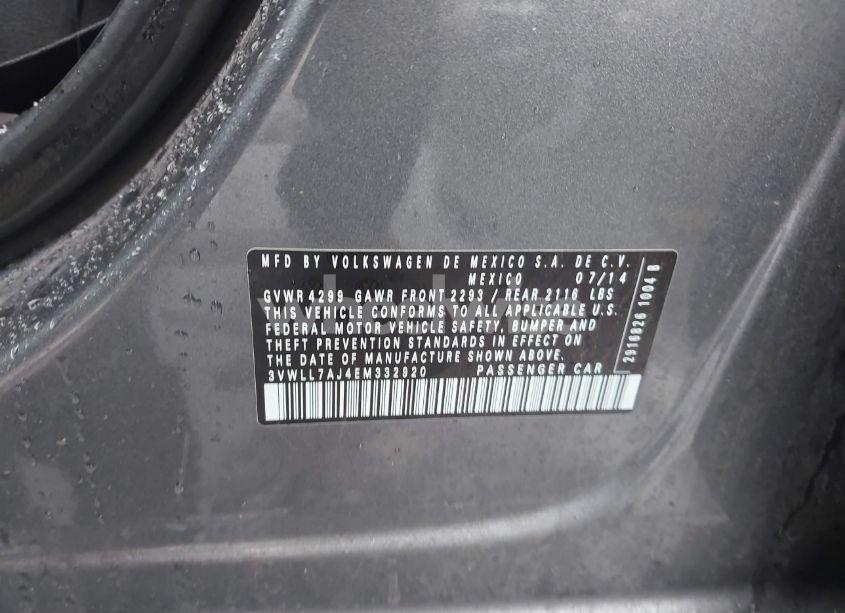 MFD BY VOLKSWAGEN DE MEXICO S.A. DE C.V.
MEXICO 07/14
GVWR 4299 GAWR FRONT 2293 / REAR 2116 LBS
THIS VEHICLE CONFORMS TO ALL APPLICABLE U.S.
FEDERAL MOTOR VEHICLE SAFETY, BUMPER AND
THEFT PREVENTION STANDARDS IN EFFECT ON
THE DATE OF MANUFACTURE SHOWN ABOVE.
3VWLL7AJ4EM332920 PASSENGER CAR
2916826 1004 B